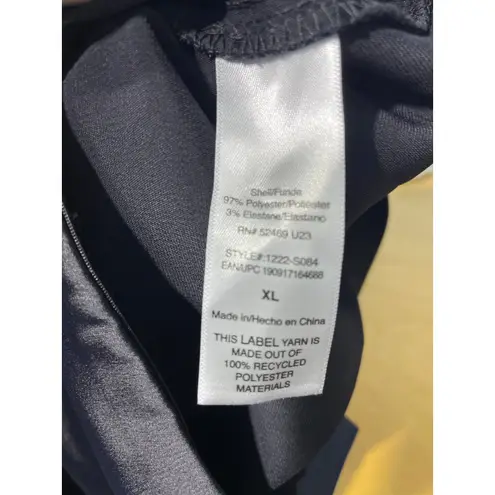 Shell/Funda
97% Polyester/Poliéster
3% Elastane/Elastano
RN# 52469 U23
STYLE#:1222-S084
EAN/UPC 190917164668
XL
Made in/Hecho en China
THIS LABEL YARN IS
MADE OUT OF
100% RECYCLED
POLYESTER
MATERIALS